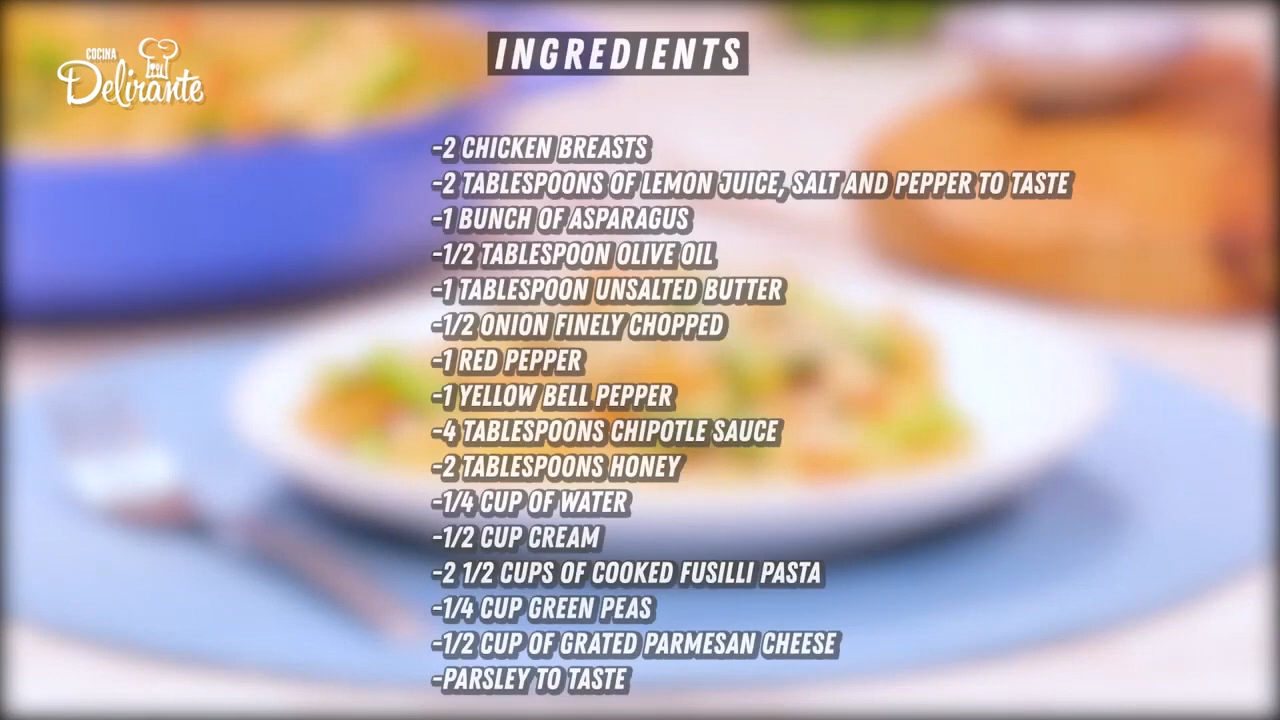 COCINA
Delirante
INGREDIENTS
-2 CHICKEN BREASTS
-2 TABLESPOONS OF LEMON JUICE, SALT AND PEPPER TO TASTE
-1 BUNCH OF ASPARAGUS
-1/2 TABLESPOON OLIVE OIL
-1 TABLESPOON UNSALTED BUTTER
-1/2 ONION FINELY CHOPPED
-1 RED PEPPER
-1 YELLOW BELL PEPPER
-4 TABLESPOONS CHIPOTLE SAUCE
-2 TABLESPOONS HONEY
-1/4 CUP OF WATER
-1/2 CUP CREAM
-2 1/2 CUPS OF COOKED FUSILLI PASTA
-1/4 CUP GREEN PEAS
-1/2 CUP OF GRATED PARMESAN CHEESE
-PARSLEY TO TASTE